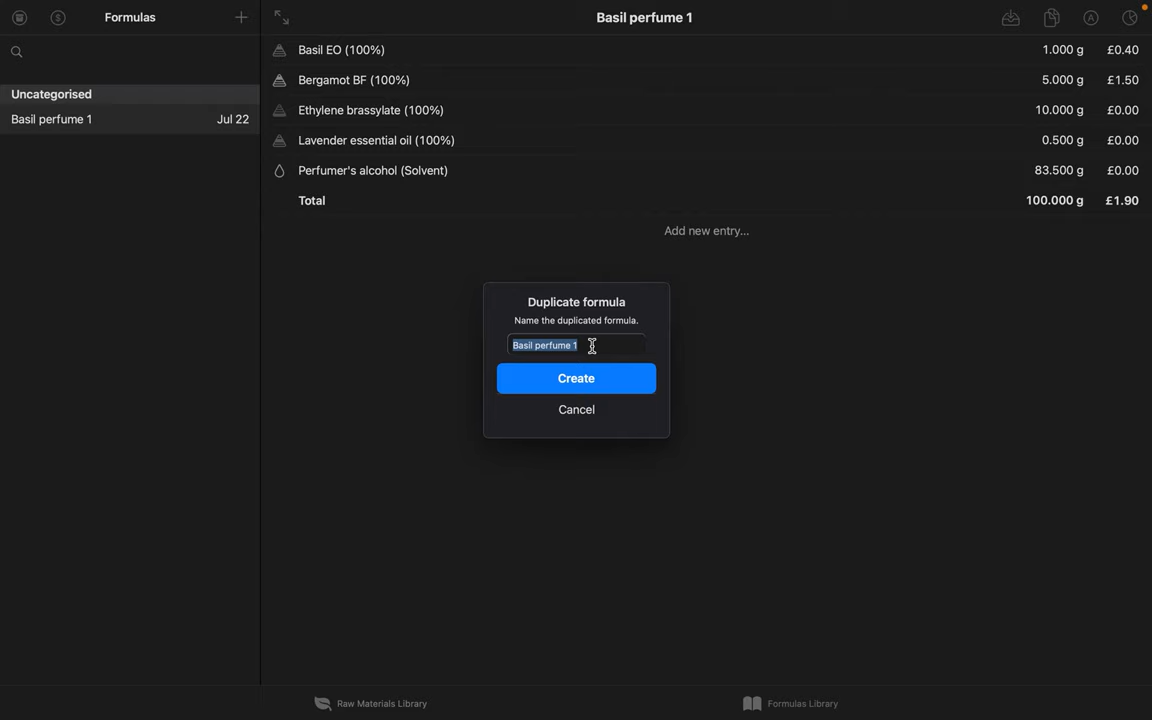 Formulas
Basil perfume 1
Uncategorised
Basil perfume 1 Jul 22
Basil EO (100%) 1.000 g £0.40
Bergamot BF (100%) 5.000 g £1.50
Ethylene brassylate (100%) 10.000 g £0.00
Lavender essential oil (100%) 0.500 g £0.00
Perfumer's alcohol (Solvent) 83.500 g £0.00
Total 100.000 g £1.90
Add new entry...
Duplicate formula
Name the duplicated formula.
Basil perfume 1
Create
Cancel
Raw Materials Library
Formulas Library